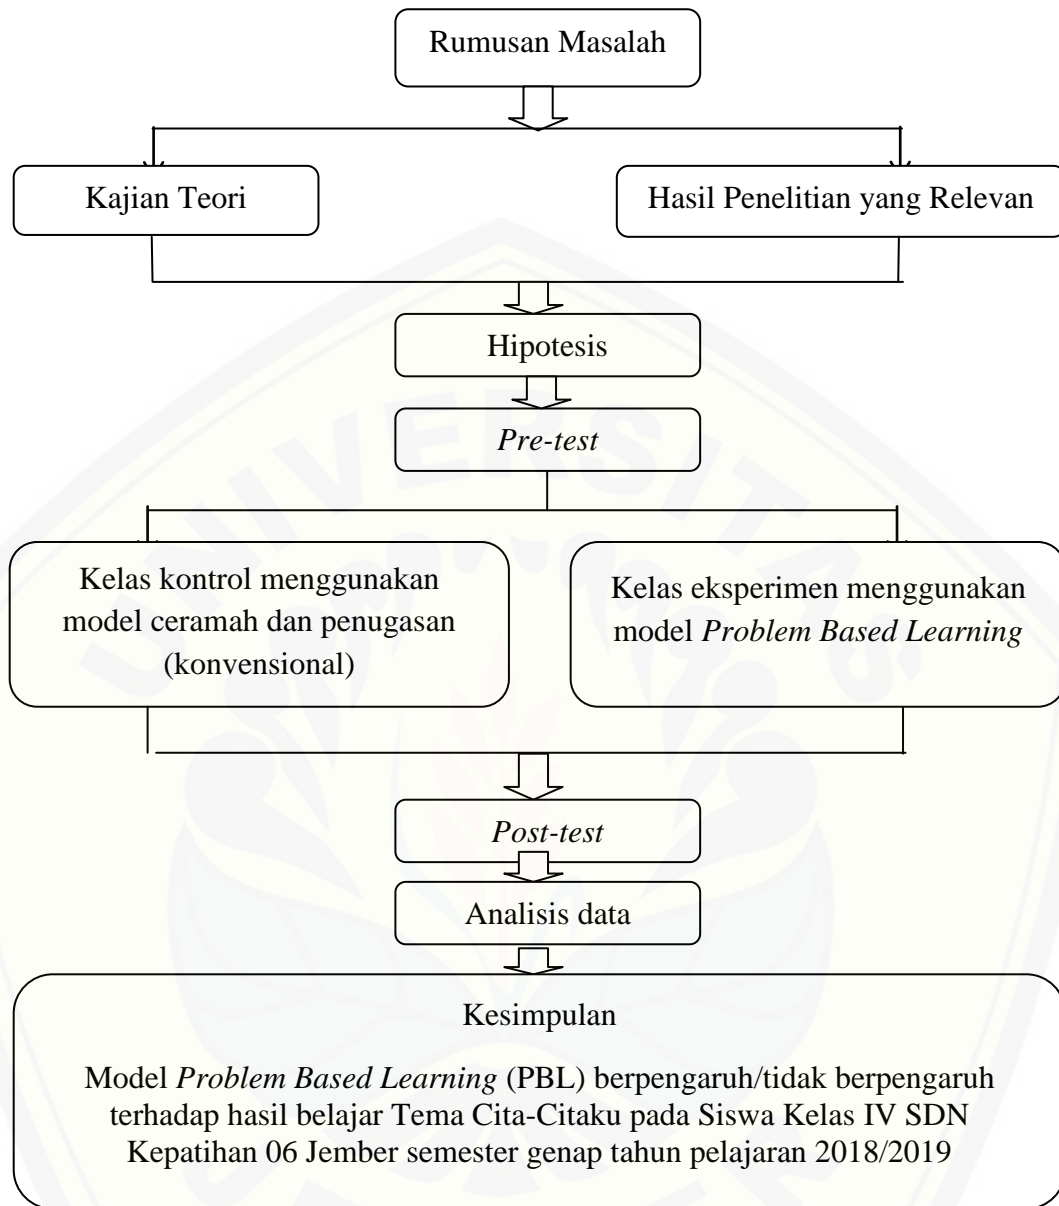 Rumusan Masalah
Kajian Teori
Hasil Penelitian yang Relevan
Hipotesis
Pre-test
Kelas kontrol menggunakan
model ceramah dan penugasan
(konvensional)
Kelas eksperimen menggunakan
model Problem Based Learning
Post-test
Analisis data
Kesimpulan
Model Problem Based Learning (PBL) berpengaruh/tidak berpengaruh
terhadap hasil belajar Tema Cita-Citaku pada Siswa Kelas IV SDN
Kepatihan 06 Jember semester genap tahun pelajaran 2018/2019
UNIVERSITAS